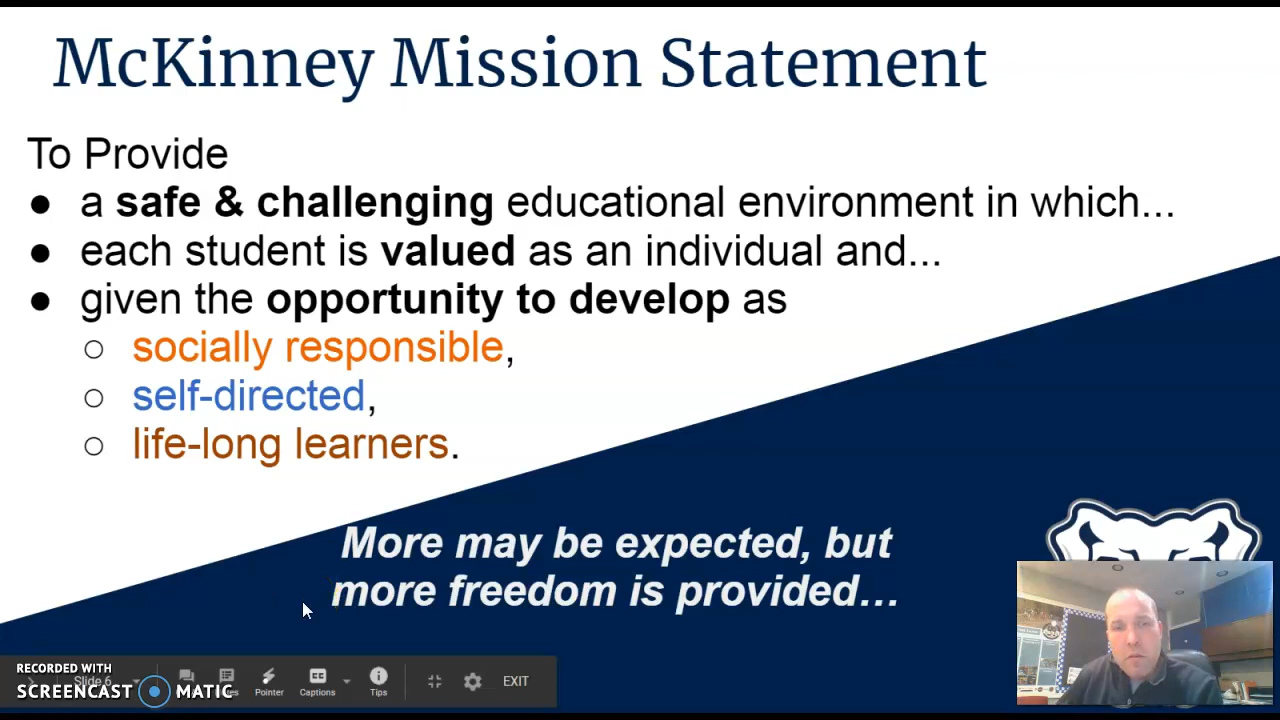 McKinney Mission Statement
To Provide
● a safe & challenging educational environment in which...
● each student is valued as an individual and...
● given the opportunity to develop as
○ socially responsible,
○ self-directed,
○ life-long learners.
More may be expected, but
more freedom is provided…
RECORDED WITH
SCREENCAST MATIC
Slide 6
Pointer
Captions
Tips
EXIT